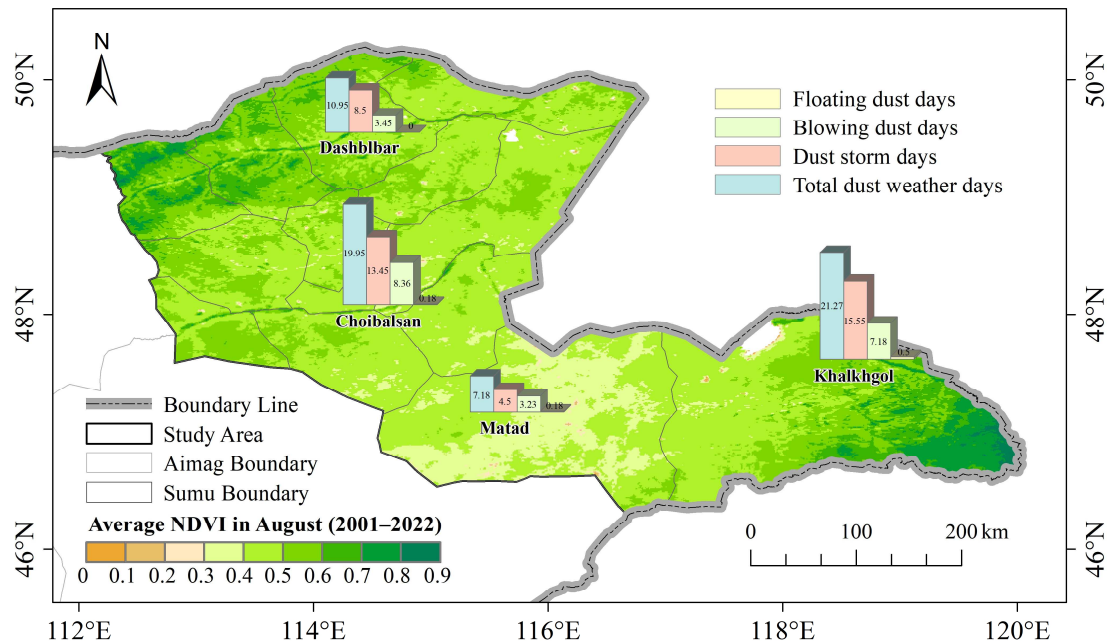 N
50°N
48°N
46°N
50°N
48°N
46°N
112°E
114°E
116°E
118°E
120°E
Floating dust days
Blowing dust days
Dust storm days
Total dust weather days
10.95
8.5
3.45
0
Dashblbar
19.95
13.45
8.36
0.18
Choibalsan
21.27
15.55
7.18
0.5
Khalkhgol
7.18
4.5
3.23
0.18
Matad
Boundary Line
Study Area
Aimag Boundary
Sumu Boundary
Average NDVI in August (2001–2022)
0 0.1 0.2 0.3 0.4 0.5 0.6 0.7 0.8 0.9
0 100 200 km